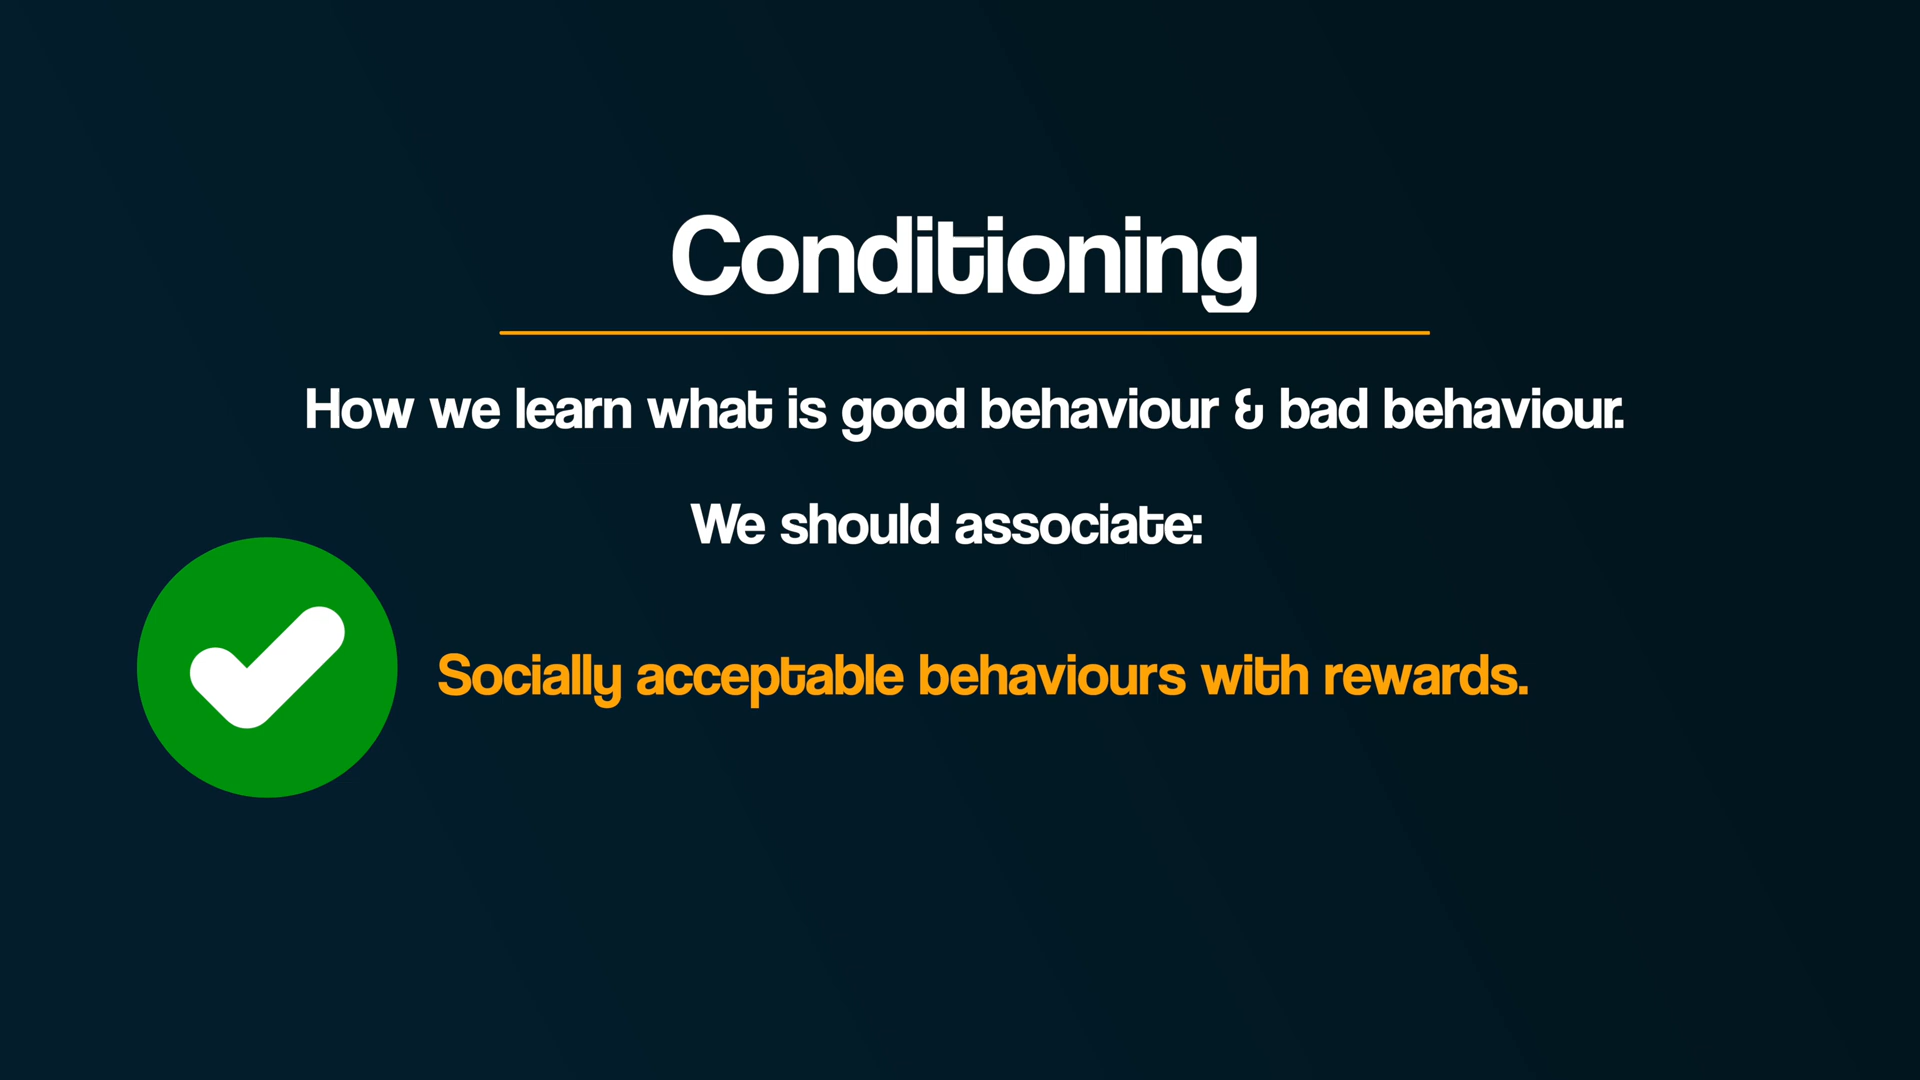 Conditioning
How we learn what is good behaviour & bad behaviour.
We should associate:
Socially acceptable behaviours with rewards.